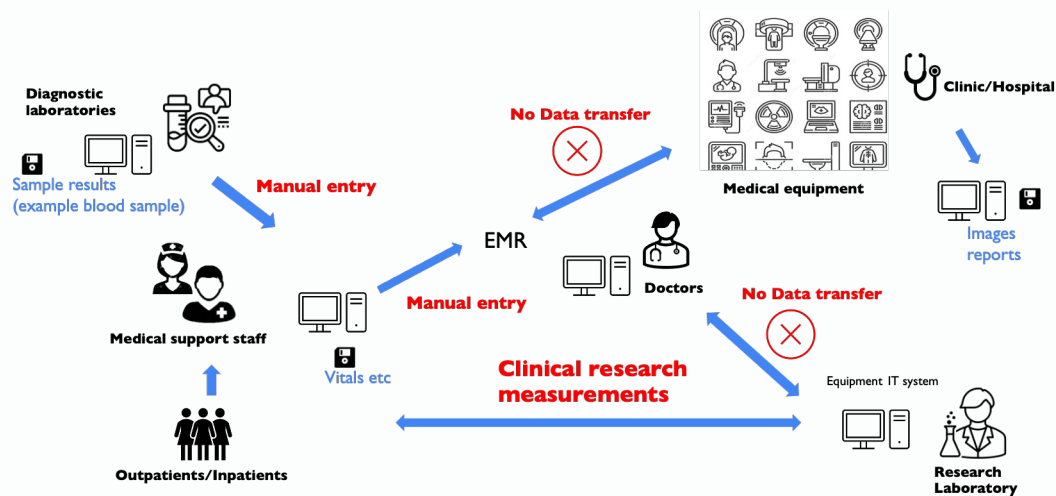 Diagnostic
laboratories
Sample results
(example blood sample)
Manual entry
No Data transfer
Medical equipment
Clinic/Hospital
Images
reports
EMR
Doctors
Manual entry
No Data transfer
Medical support staff
Vitals etc
Clinical research
measurements
Equipment IT system
Outpatients/Inpatients
Research
Laboratory